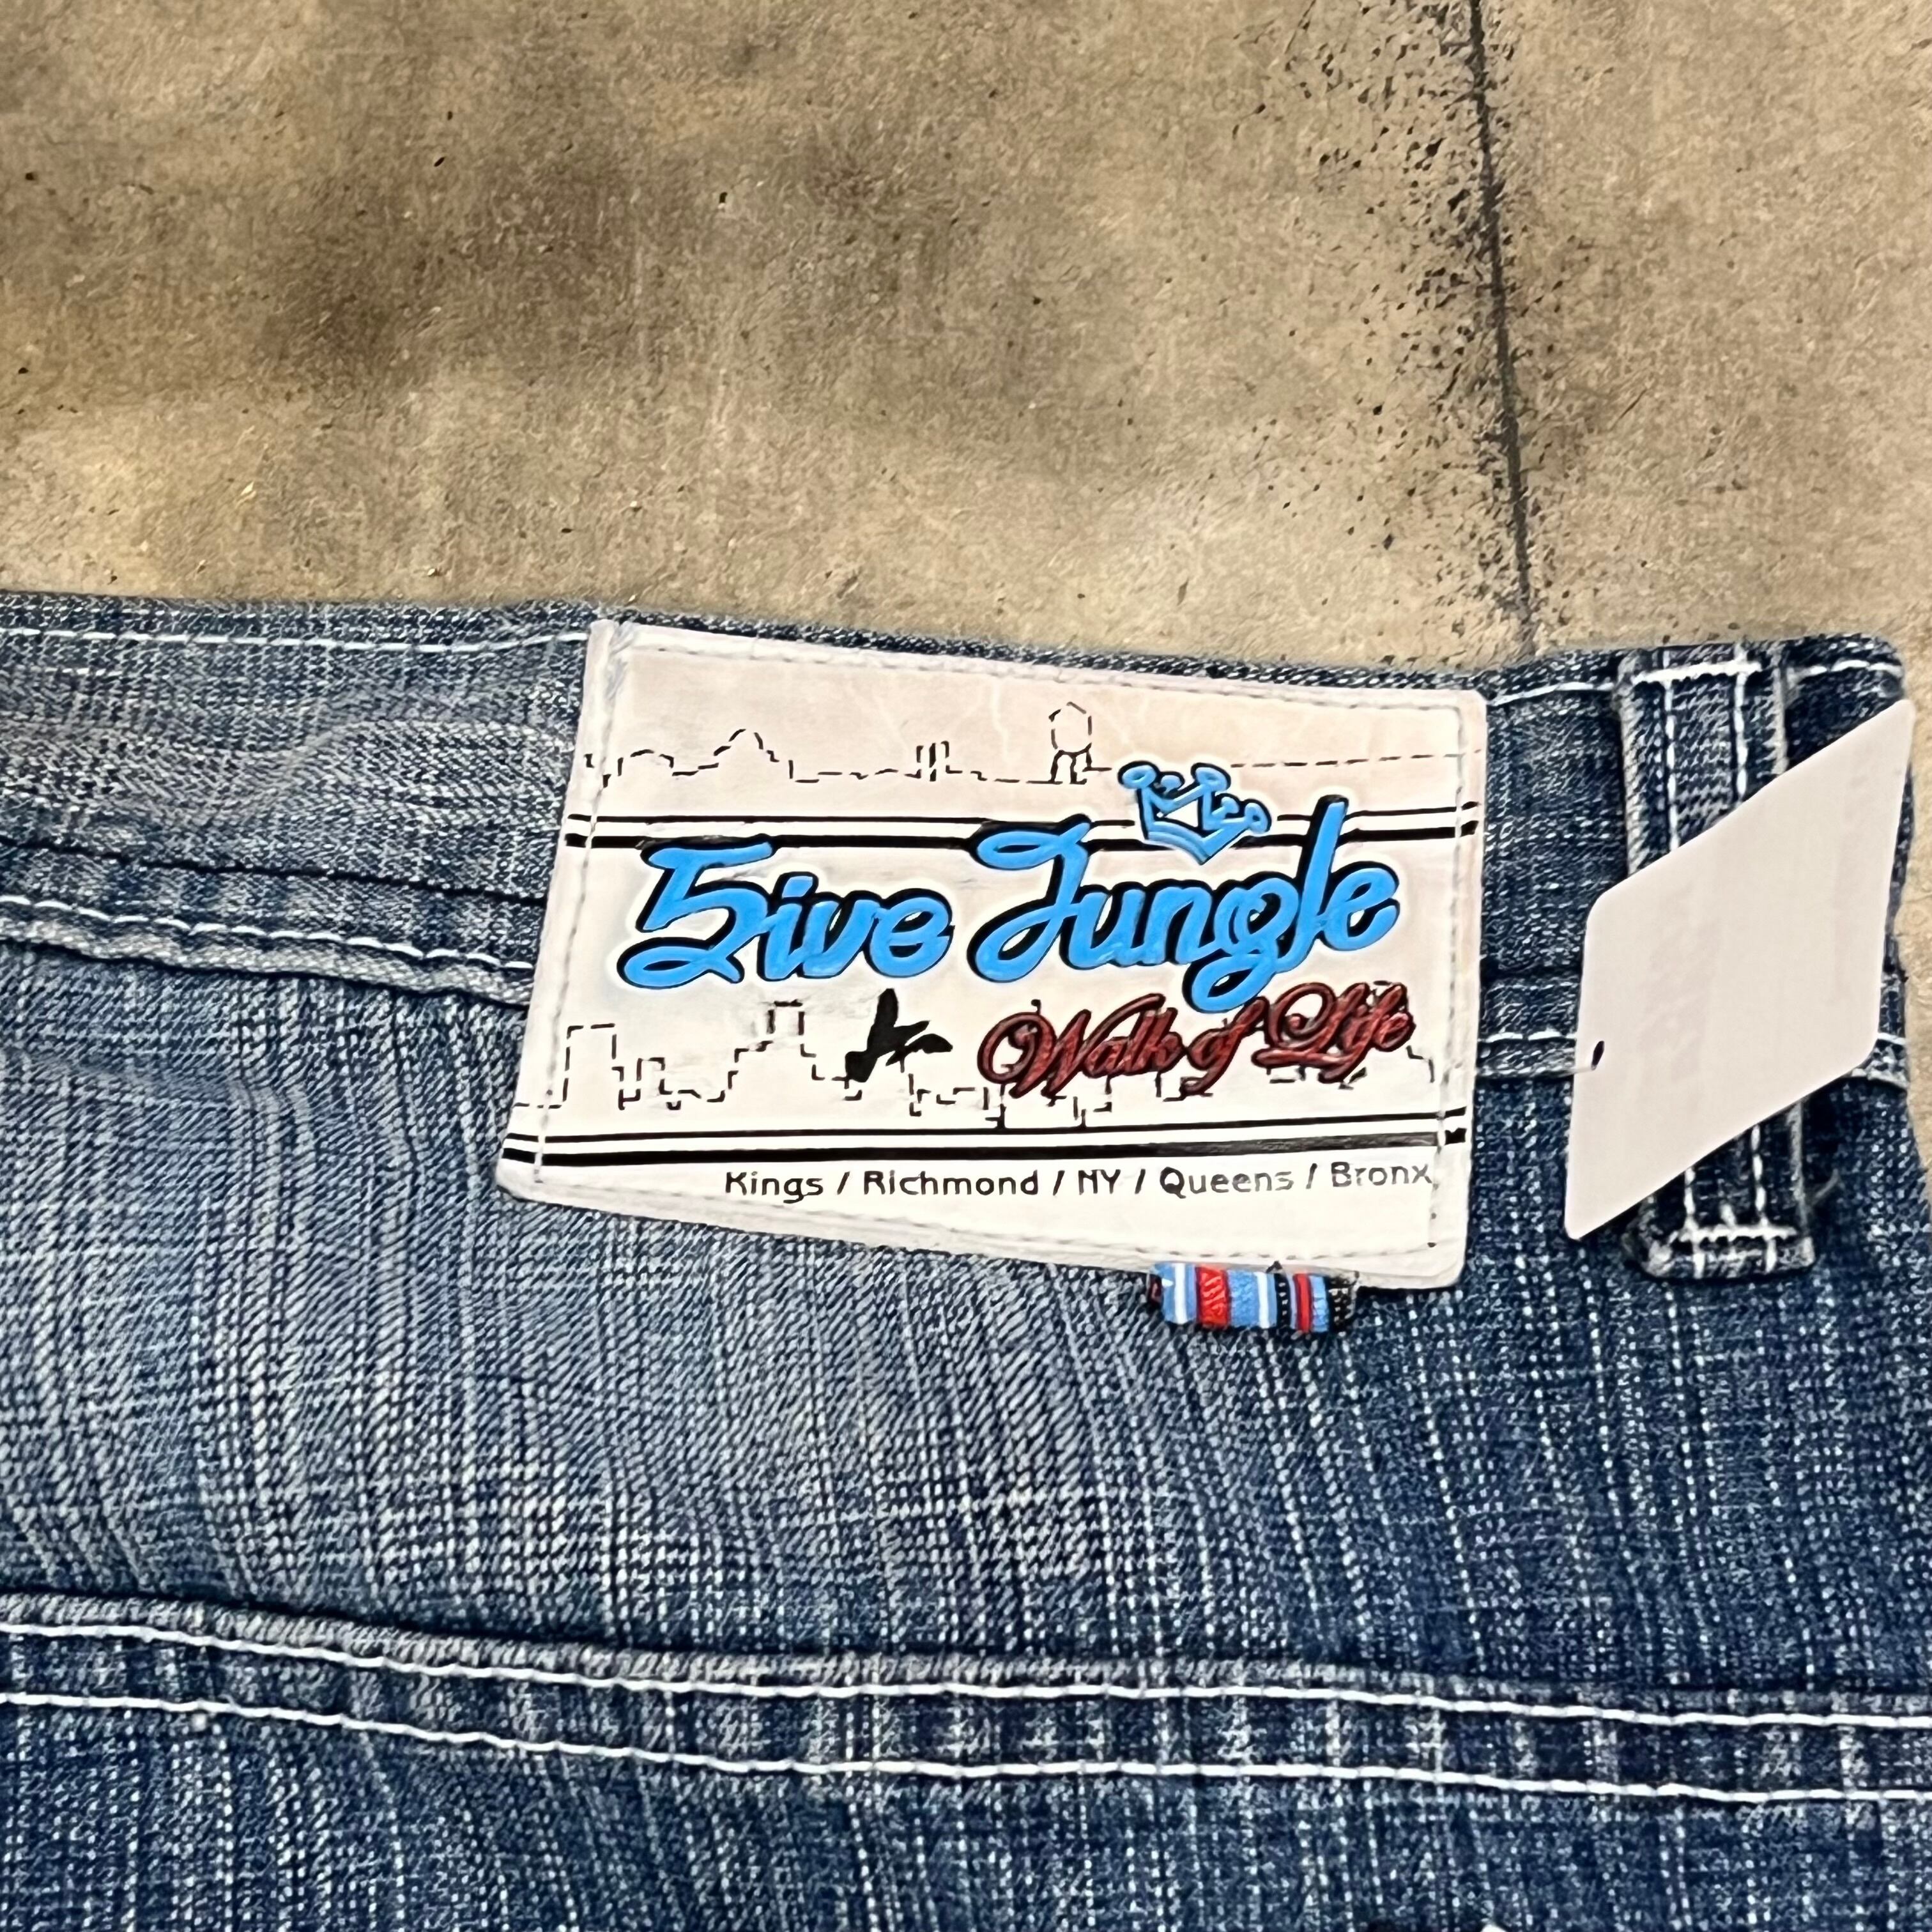 5ive Jungle
Walk of Life
Kings / Richmond / NY / Queens / Bronx